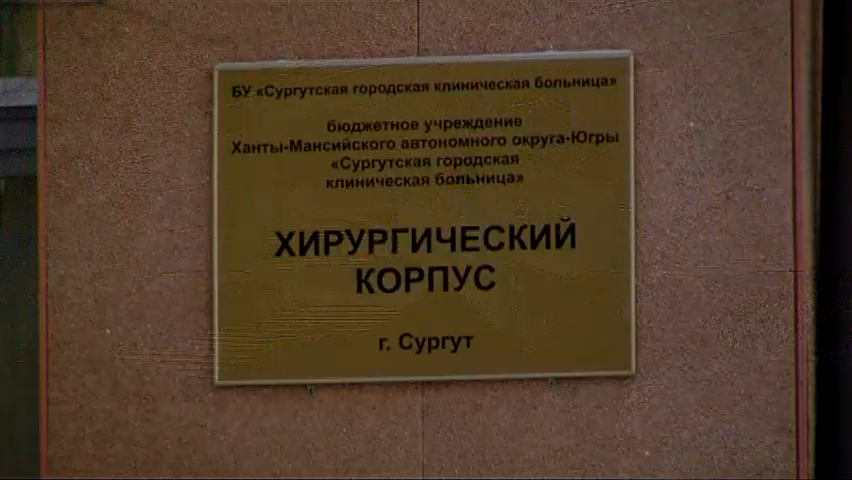 БУ «Сургутская городская клиническая больница»
бюджетное учреждение
Ханты-Мансийского автономного округа-Югры
«Сургутская городская
клиническая больница»
ХИРУРГИЧЕСКИЙ
КОРПУС
г. Сургут